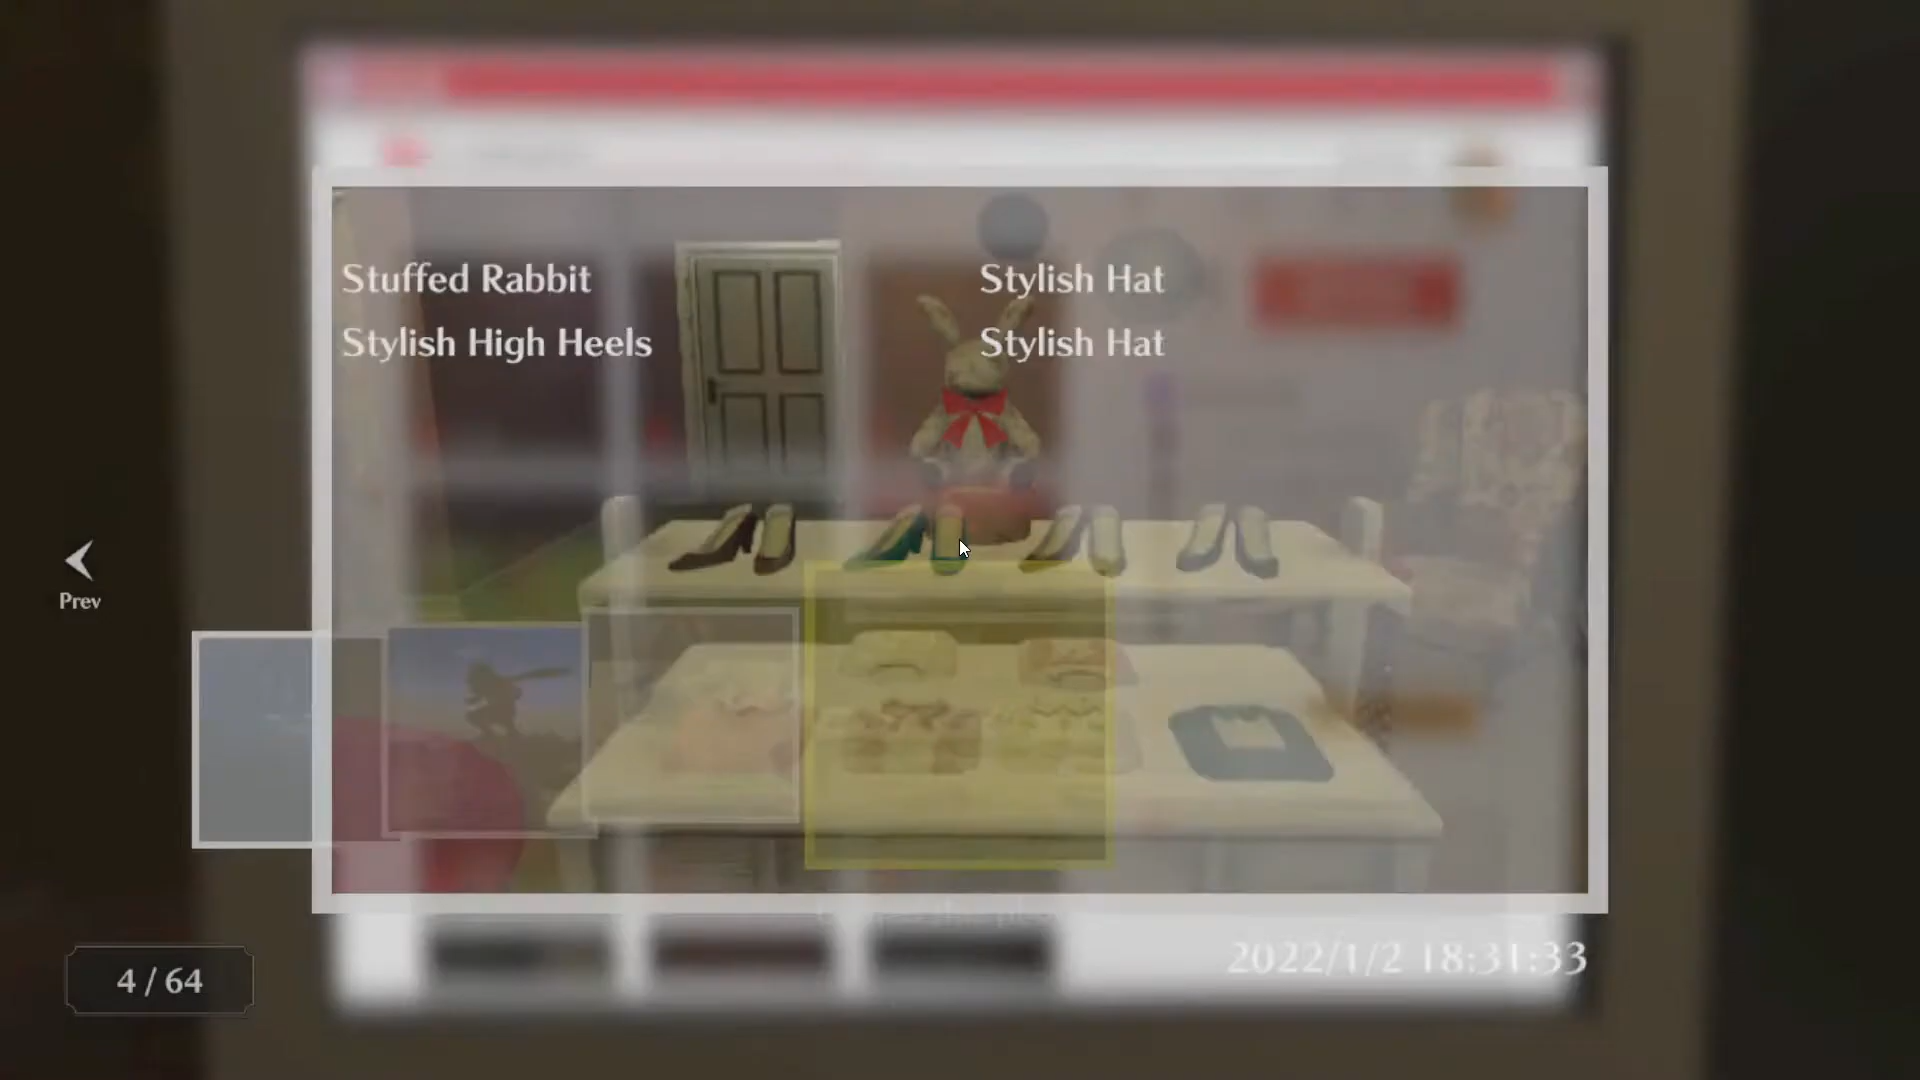 Stuffed Rabbit
Stylish Hat
Stylish High Heels
Stylish Hat
Prev
4 / 64
2022/1/2 18:31:33